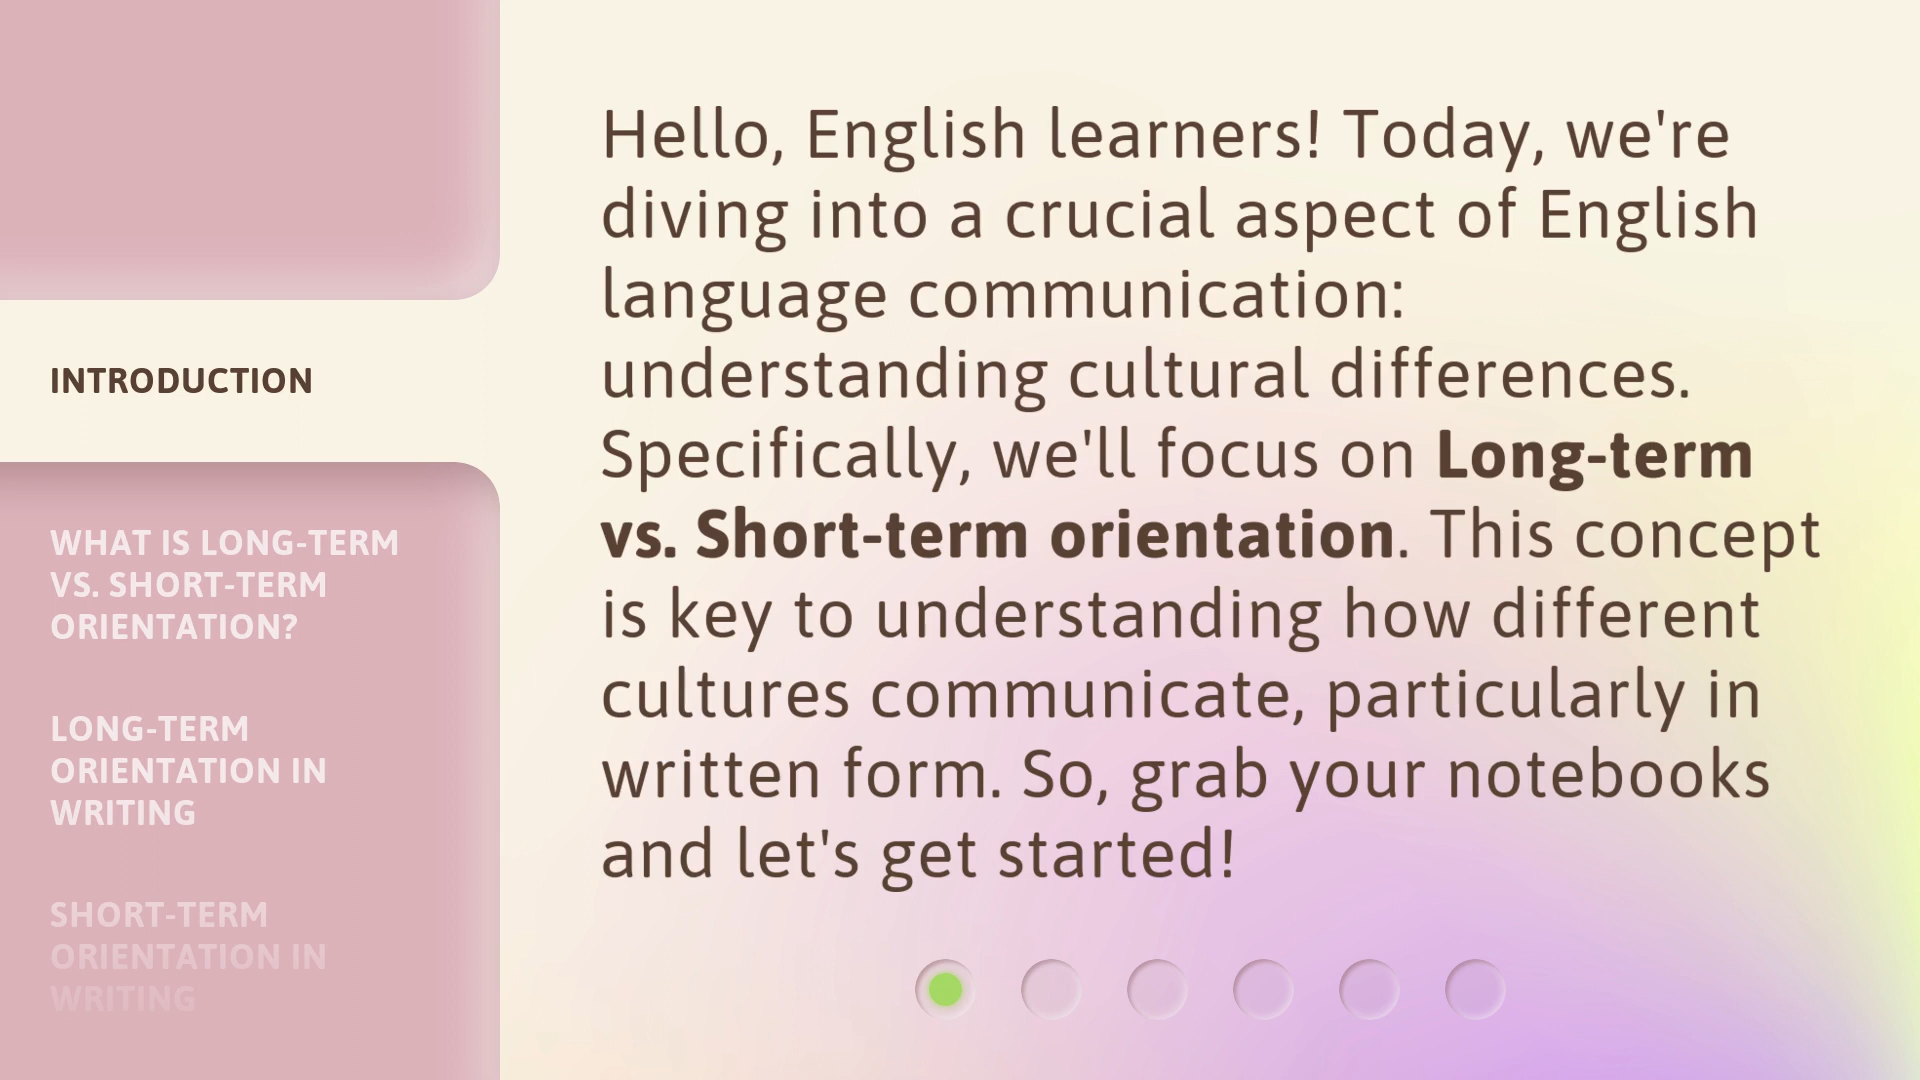 INTRODUCTION
WHAT IS LONG-TERM
VS. SHORT-TERM
ORIENTATION?
LONG-TERM
ORIENTATION IN
WRITING
SHORT-TERM
ORIENTATION IN
WRITING
Hello, English learners! Today, we're
diving into a crucial aspect of English
language communication:
understanding cultural differences.
Specifically, we'll focus on Long-term
vs. Short-term orientation. This concept
is key to understanding how different
cultures communicate, particularly in
written form. So, grab your notebooks
and let's get started!